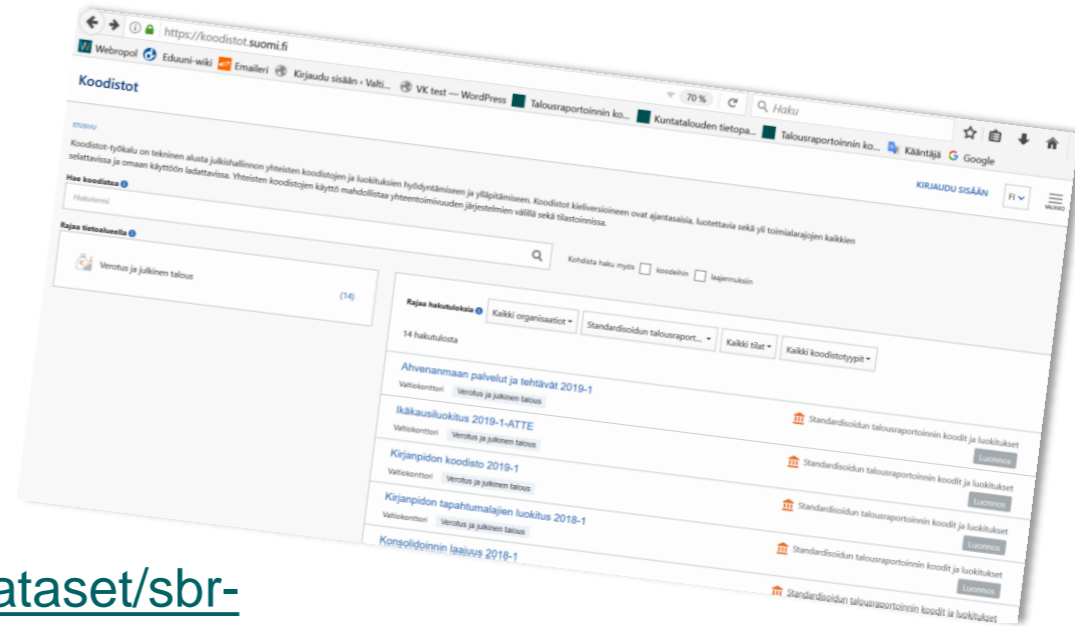 https://koodistot.suomi.fi
70 %
Haku
Webropol Eduuni-wiki Emaileri Kirjaudu sisään ‹ Valti... VK test — WordPress Talousraportoinnin ko... Kuntatalouden tietopa... Talousraportoinnin ko... Kääntäjä Google
Koodistot
KIRJAUDU SISÄÄN
FI
VALIKKO
ETUSIVU
Koodistot-työkalu on tekninen alusta julkishallinnon yhteisten koodistojen ja luokituksien hyödyntämiseen ja ylläpitämiseen. Koodistot kieliversioineen ovat ajantasaisia, luotettavia sekä yli toimialarajojen kaikkien
selattavissa ja omaan käyttöön ladattavissa. Yhteisten koodistojen käyttö mahdollistaa yhteentoimivuuden järjestelmien välillä sekä tilastoinnissa.
Hae koodistoa
Hakutermi
Kohdista haku myös koodeihin laajennuksiin
Rajaa tietoalueella
Verotus ja julkinen talous (14)
Rajaa hakutuloksia Kaikki organisaatiot Standardisoidun talousraport... Kaikki tilat Kaikki koodistotyypit
14 hakutulosta
Ahvenanmaan palvelut ja tehtävät 2019-1
Valtiokonttori Verotus ja julkinen talous
Standardisoidun talousraportoinnin koodit ja luokitukset
Luonnos
Ikäkausiluokitus 2019-1-ATTE
Valtiokonttori Verotus ja julkinen talous
Standardisoidun talousraportoinnin koodit ja luokitukset
Luonnos
Kirjanpidon koodisto 2019-1
Valtiokonttori Verotus ja julkinen talous
Standardisoidun talousraportoinnin koodit ja luokitukset
Luonnos
Kirjanpidon tapahtumalajien luokitus 2018-1
Valtiokonttori Verotus ja julkinen talous
Standardisoidun talousraportoinnin koodit ja luokitukset
Luonnos
Konsolidoinnin laajuus 2018-1
Standardisoidun talousraportoinnin koodit ja luokitukset
ataset/sbr-